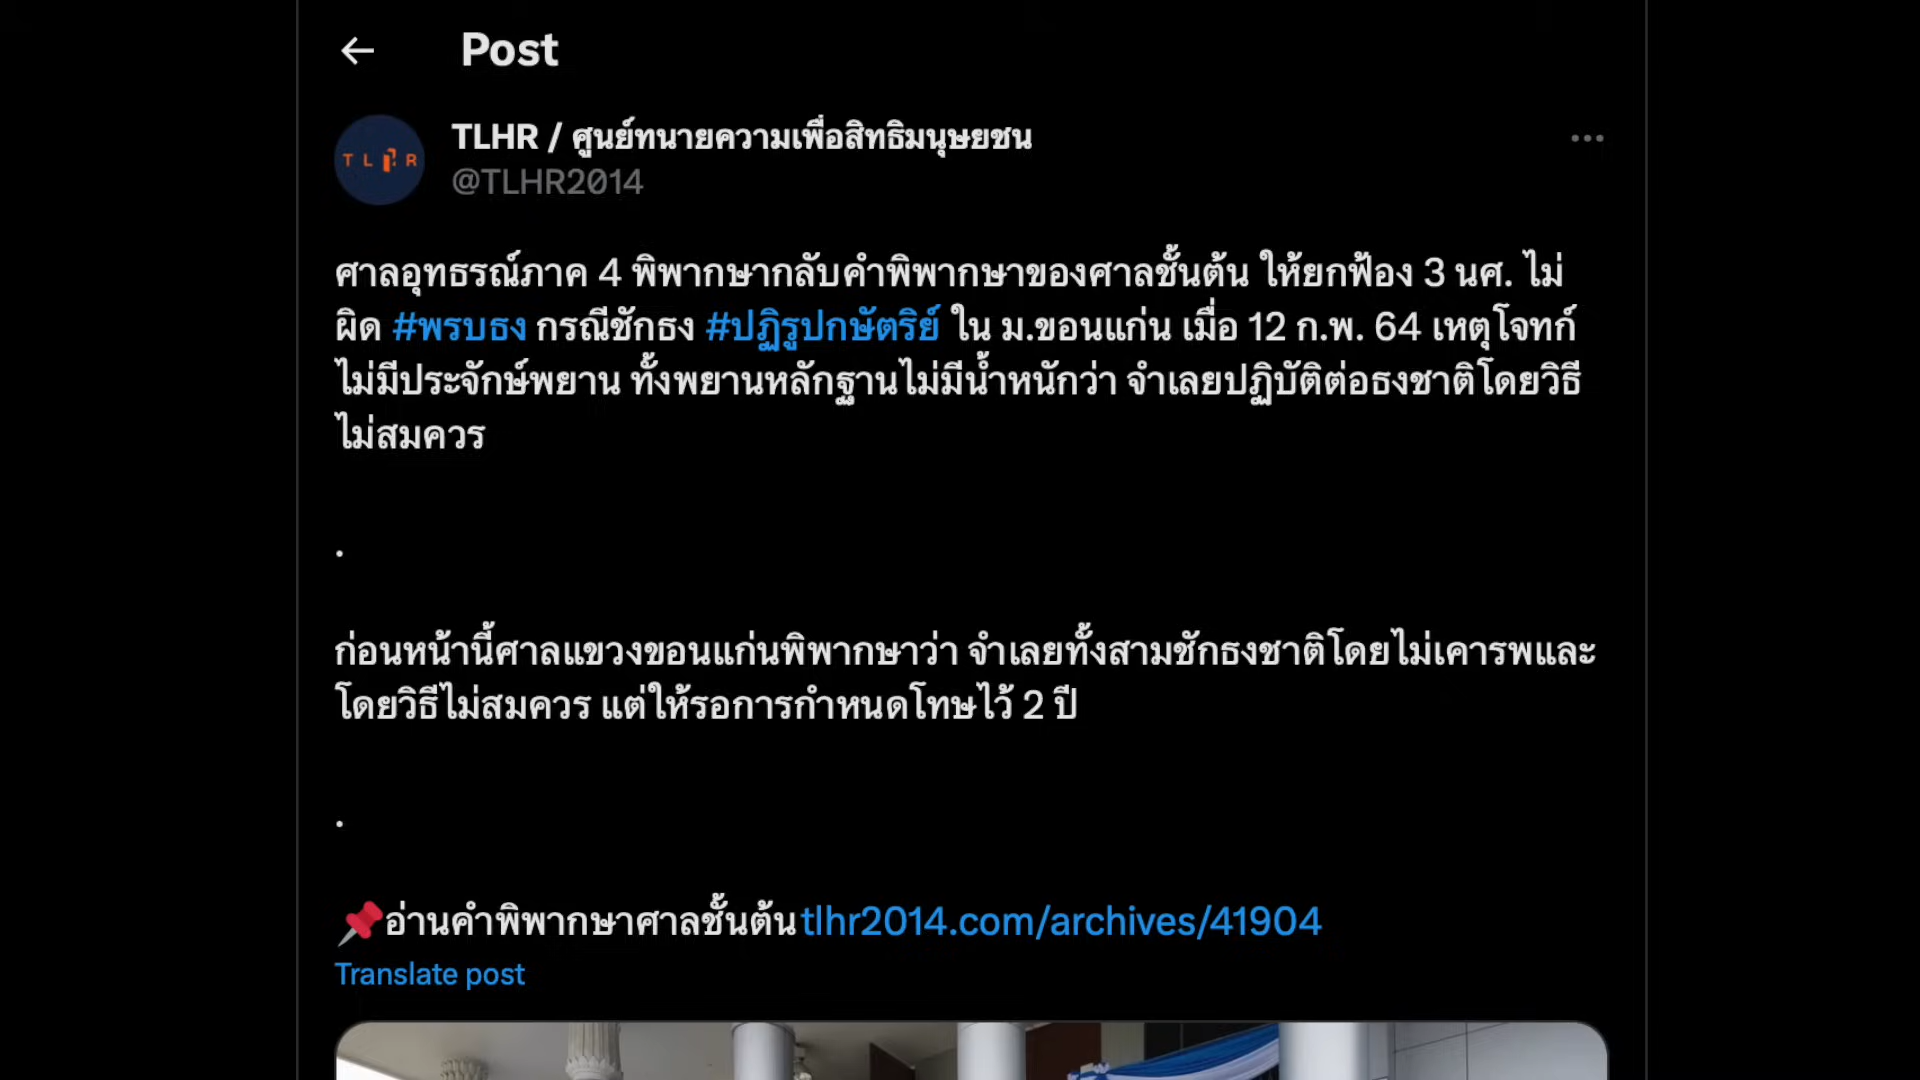 Post
TLHR
TLHR / ศูนย์ทนายความเพื่อสิทธิมนุษยชน
@TLHR2014
ศาลอุทธรณ์ภาค 4 พิพากษากลับคำพิพากษาของศาลชั้นต้น ให้ยกฟ้อง 3 นศ. ไม่
ผิด #พรบธง กรณีชักธง #ปฏิรูปกษัตริย์ ใน ม.ขอนแก่น เมื่อ 12 ก.พ. 64 เหตุโจทก์
ไม่มีประจักษ์พยาน ทั้งพยานหลักฐานไม่มีน้ำหนักว่า จำเลยปฏิบัติต่อธงชาติโดยวิธี
ไม่สมควร
.
ก่อนหน้านี้ศาลแขวงขอนแก่นพิพากษาว่า จำเลยทั้งสามชักธงชาติโดยไม่เคารพและ
โดยวิธีไม่สมควร แต่ให้รอการกำหนดโทษไว้ 2 ปี
.
📌อ่านคำพิพากษาศาลชั้นต้น tlhr2014.com/archives/41904
Translate post